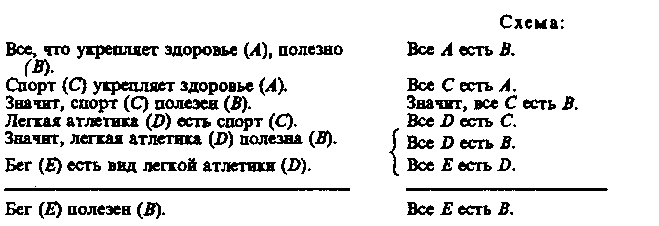 Схема:
Все, что укрепляет здоровье (A), полезно Все A есть B.
(B).
Спорт (C) укрепляет здоровье (A). Все C есть A.
Значит, спорт (C) полезен (B). Значит, все C есть B.
Легкая атлетика (D) есть спорт (C). Все D есть C.
Значит, легкая атлетика (D) полезна (B). Все D есть B.
Бег (E) есть вид легкой атлетики (D). Все E есть D.
Бег (E) полезен (B). Все E есть B.